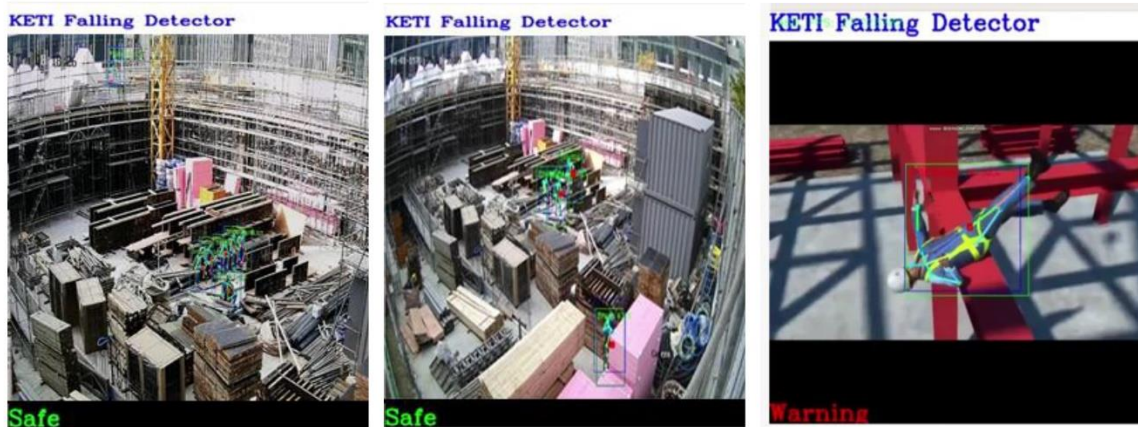 KETI Falling Detector
KETI Falling Detector
KETI Falling Detector
Safe
Safe
Warning